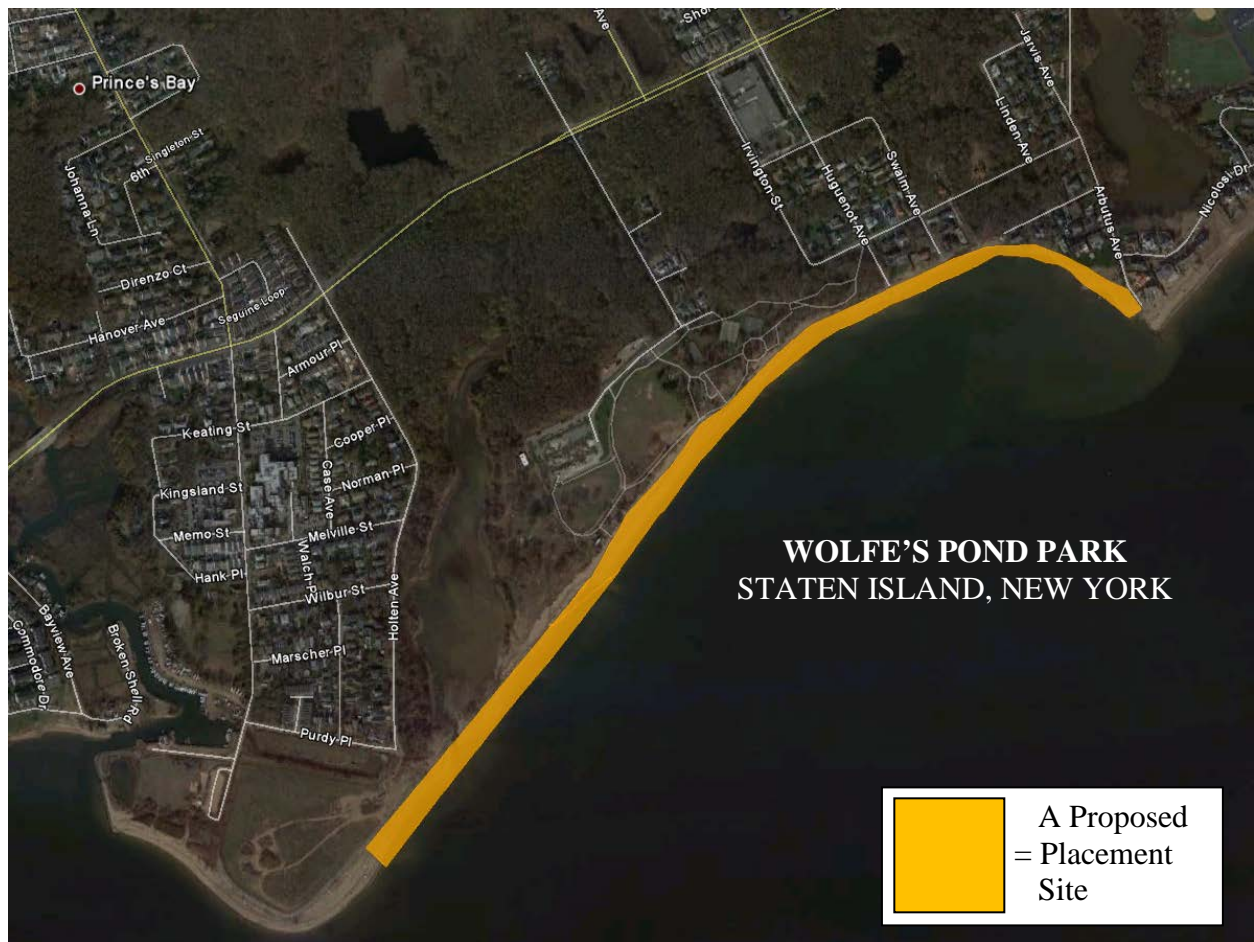 Prince's Bay
Singleton St
6th
Johanna Ln
Direnzo Ct
Hanover Ave
Seguine Loop
Armour Pl
Keating St
Cooper Pl
Case Ave
Norman Pl
Kingsland St
Memo St
Melville St
Hank Pl
Walch Pl
Wilbur St
Holten Ave
Marscher Pl
Purdy Pl
Bayview Ave
Broken Shell Rd
Commodore Dr
Ave
Jarvis Ave
Linden Ave
Irvington St
Huguenot Ave
Swaim Ave
Arbutus Ave
Nicolosi Dr
WOLFE'S POND PARK
STATEN ISLAND, NEW YORK
A Proposed
= Placement
Site